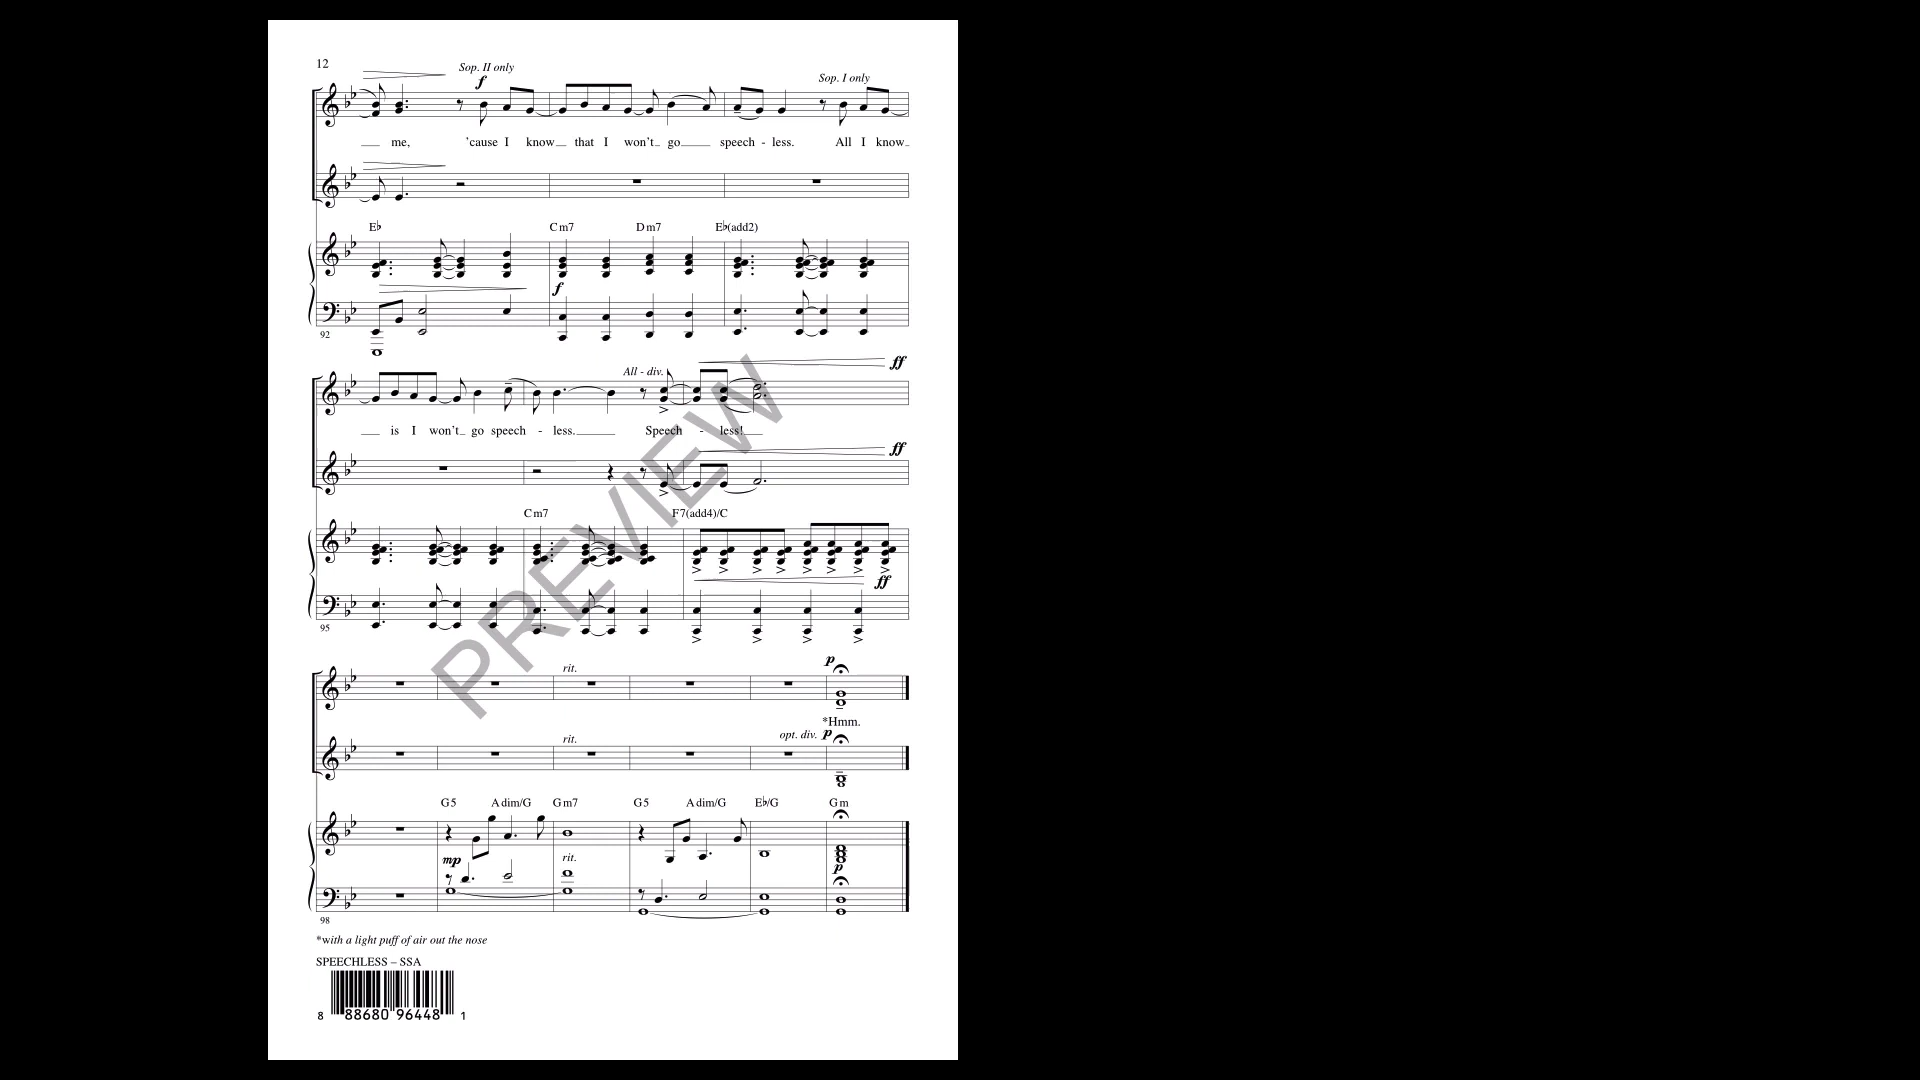 12
Sop. II only
f
Sop. I only
me, 'cause I know that I won't go speech - less. All I know
E♭ Cm7 Dm7 E♭(add2)
f
92
ff
All - div.
is I won't go speech - less. Speech - less!
ff
Cm7 F7(add4)/C
ff
95
PREVIEW
p
rit.
*Hmm.
rit. opt. div. p
G5 Adim/G Gm7 G5 Adim/G E♭/G Gm
mp rit. p
98
*with a light puff of air out the nose
SPEECHLESS – SSA
8 88680 96448 1